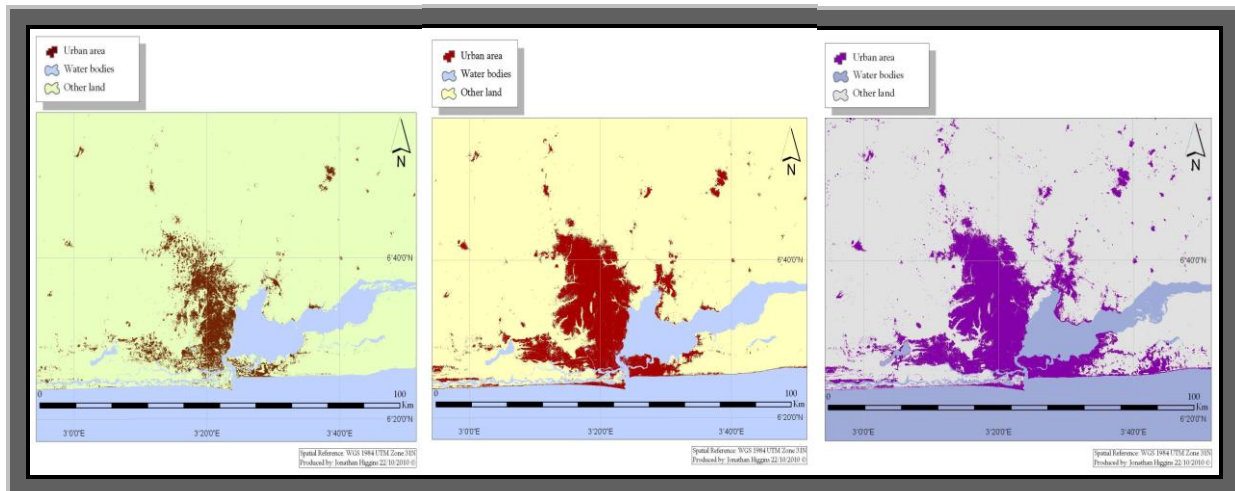 Urban area
Water bodies
Other land
N
6°40'0"N
0
100
Km
6°20'0"N
3°0'0"E
3°20'0"E
3°40'0"E
Spatial Reference: WGS 1984 UTM Zone 31N
Produced by: Jonathan Higgins 22/10/2010 ©
Urban area
Water bodies
Other land
N
6°40'0"N
0
100
Km
6°20'0"N
3°0'0"E
3°20'0"E
3°40'0"E
Spatial Reference: WGS 1984 UTM Zone 31N
Produced by: Jonathan Higgins 22/10/2010 ©
Urban area
Water bodies
Other land
N
6°40'0"N
0
100
Km
6°20'0"N
3°0'0"E
3°20'0"E
3°40'0"E
Spatial Reference: WGS 1984 UTM Zone 31N
Produced by: Jonathan Higgins 22/10/2010 ©